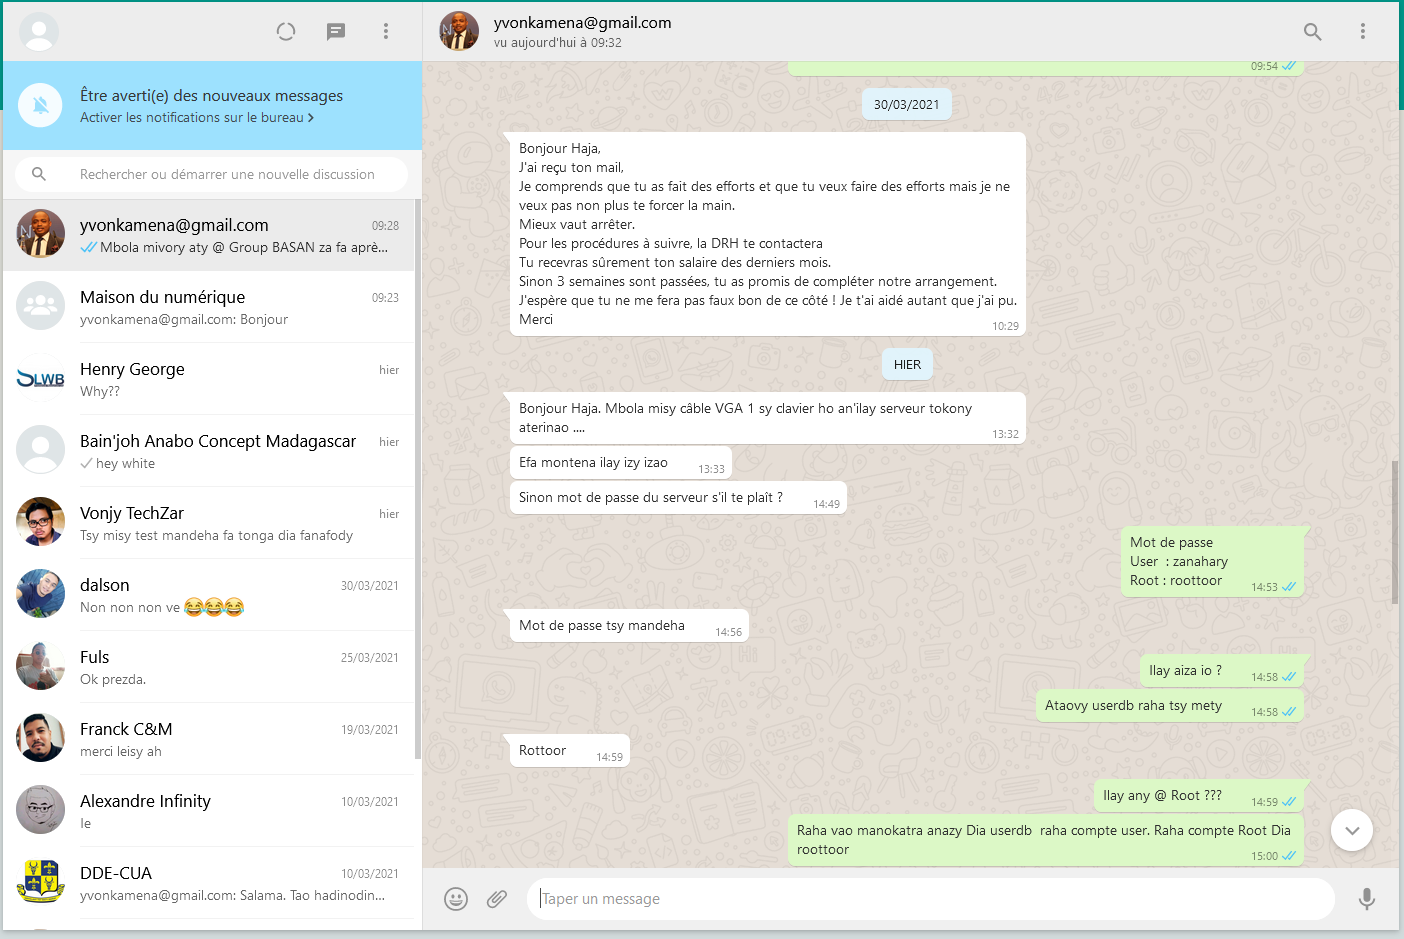 Être averti(e) des nouveaux messages
Activer les notifications sur le bureau >
Rechercher ou démarrer une nouvelle discussion
yvonkamena@gmail.com 09:28
Mbola mivory aty @ Group BASAN za fa aprè...
Maison du numérique 09:23
yvonkamena@gmail.com: Bonjour
SLWB
Henry George hier
Why??
Bain'joh Anabo Concept Madagascar hier
hey white
Vonjy TechZar hier
Tsy misy test mandeha fa tonga dia fanafody
dalson 30/03/2021
Non non non ve 😂😂😂
Fuls 25/03/2021
Ok prezda.
Franck C&M 19/03/2021
merci leisy ah
Alexandre Infinity 10/03/2021
Ie
DDE-CUA 10/03/2021
yvonkamena@gmail.com: Salama. Tao hadinodin...
yvonkamena@gmail.com
vu aujourd'hui à 09:32
09:54
30/03/2021
Bonjour Haja,
J'ai reçu ton mail,
Je comprends que tu as fait des efforts et que tu veux faire des efforts mais je ne
veux pas non plus te forcer la main.
Mieux vaut arrêter.
Pour les procédures à suivre, la DRH te contactera
Tu recevras sûrement ton salaire des derniers mois.
Sinon 3 semaines sont passées, tu as promis de compléter notre arrangement.
J'espère que tu ne me fera pas faux bon de ce côté ! Je t'ai aidé autant que j'ai pu.
Merci
10:29
HIER
Bonjour Haja. Mbola misy câble VGA 1 sy clavier ho an'ilay serveur tokony
aterinao ....
13:32
Efa montena ilay izy izao 13:33
Sinon mot de passe du serveur s'il te plaît ? 14:49
Mot de passe
User : zanahary
Root : roottoor 14:53
Mot de passe tsy mandeha 14:56
Ilay aiza io ? 14:58
Ataovy userdb raha tsy mety 14:58
Rottoor 14:59
Ilay any @ Root ??? 14:59
Raha vao manokatra anazy Dia userdb raha compte user. Raha compte Root Dia
roottoor
15:00
Taper un message